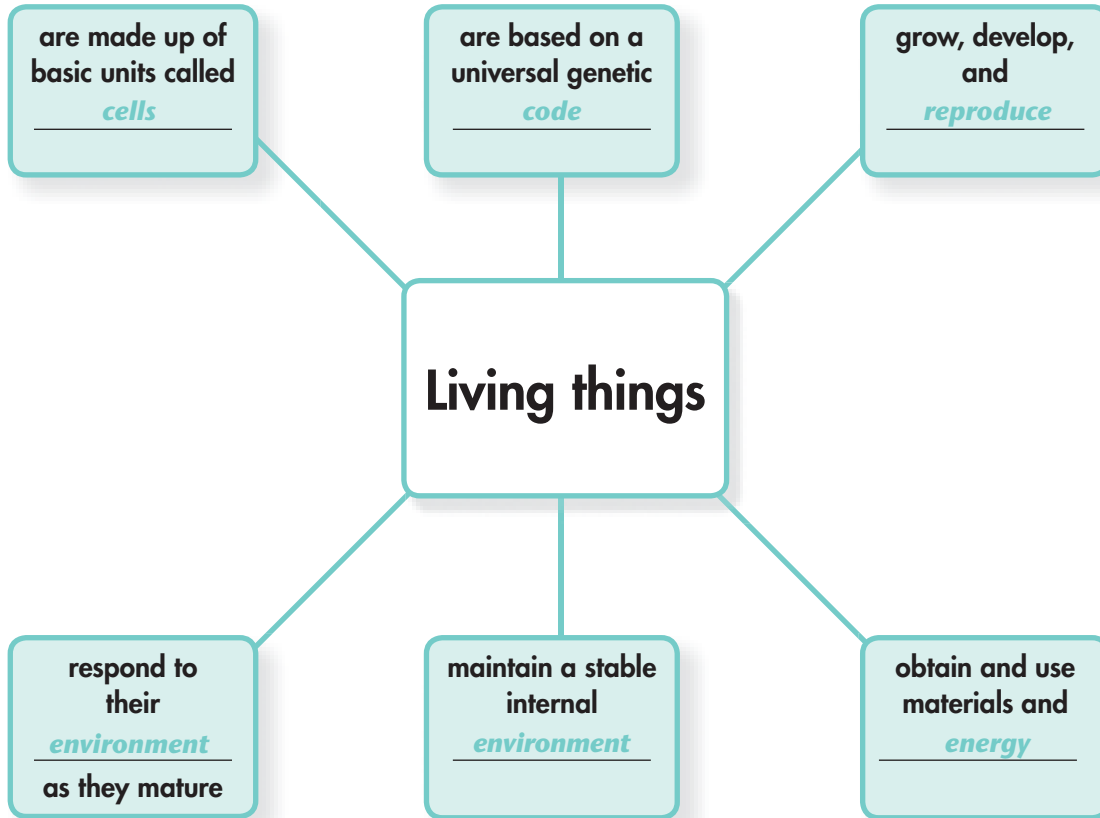 are made up of
basic units called
cells
are based on a
universal genetic
code
grow, develop,
and
reproduce
Living things
respond to
their
environment
as they mature
maintain a stable
internal
environment
obtain and use
materials and
energy